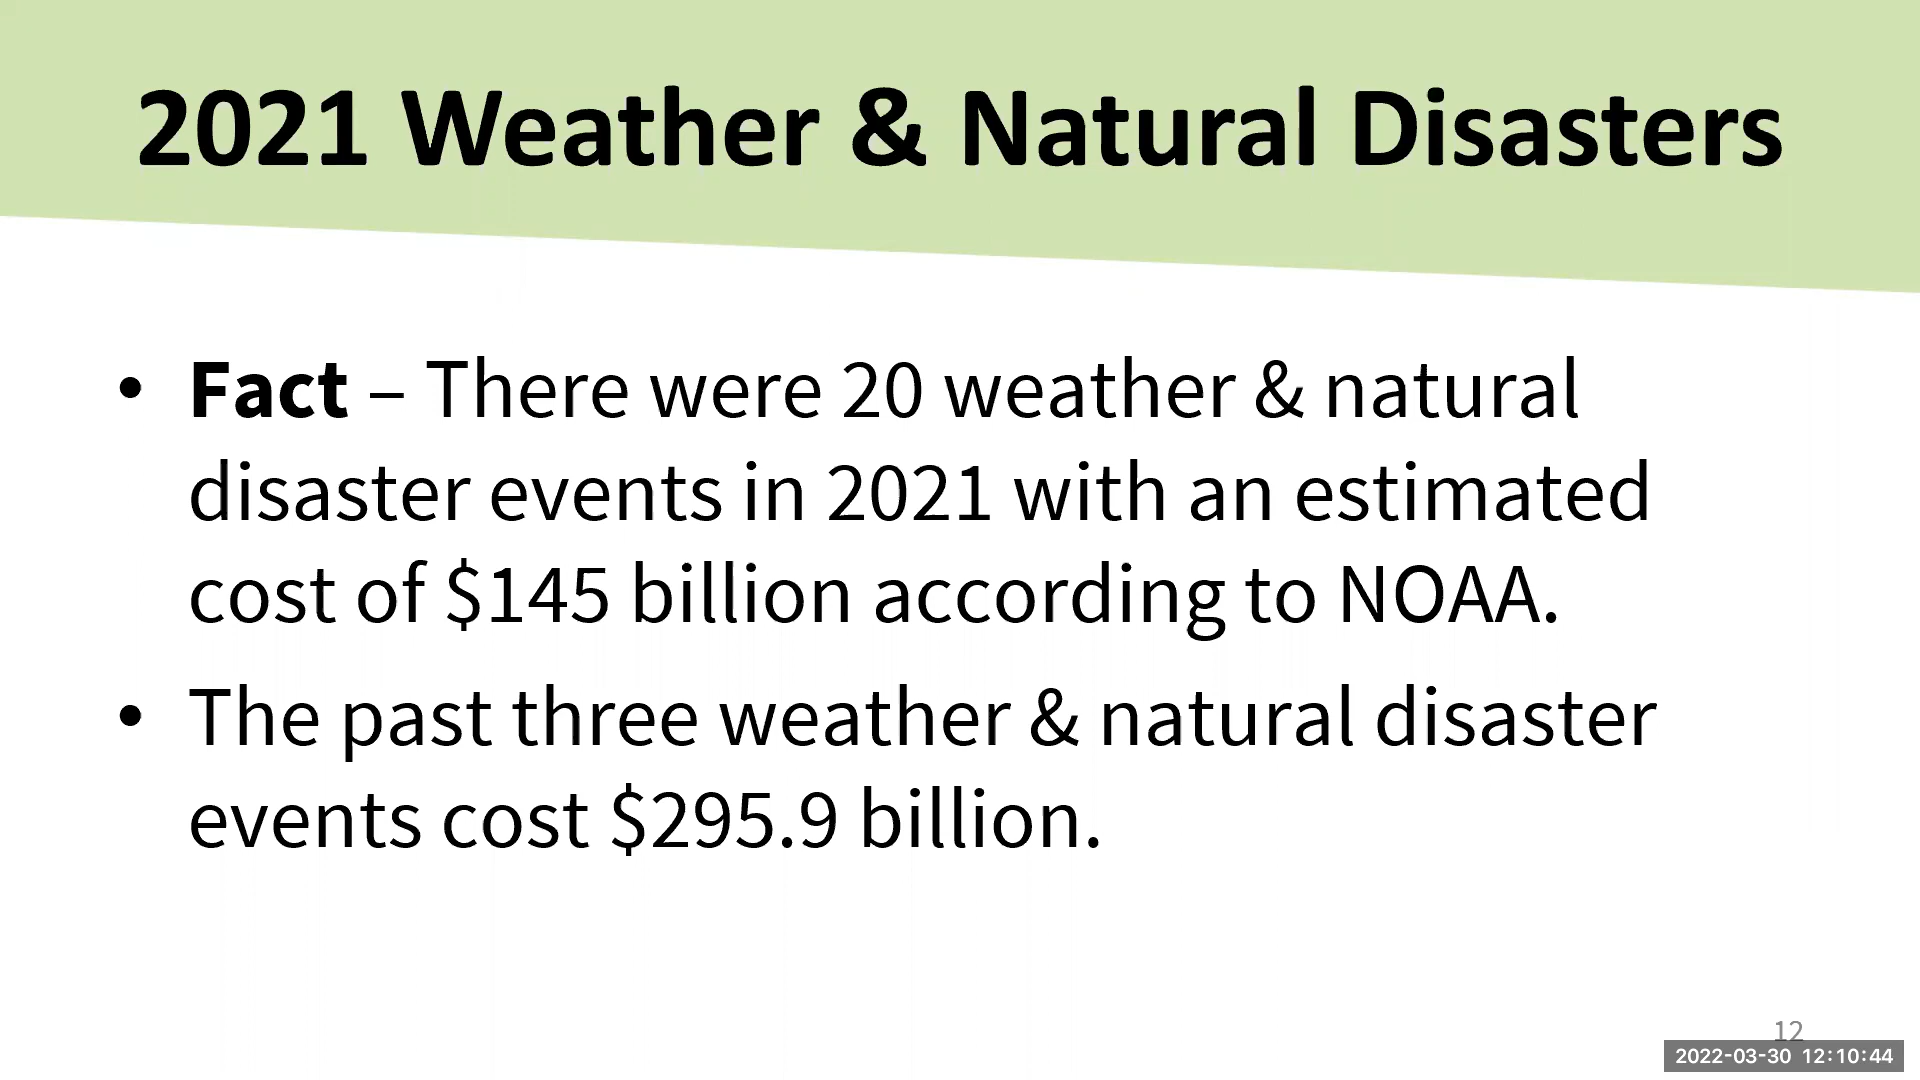 2021 Weather & Natural Disasters
• Fact – There were 20 weather & natural
disaster events in 2021 with an estimated
cost of $145 billion according to NOAA.
• The past three weather & natural disaster
events cost $295.9 billion.
12
2022-03-30 12:10:44